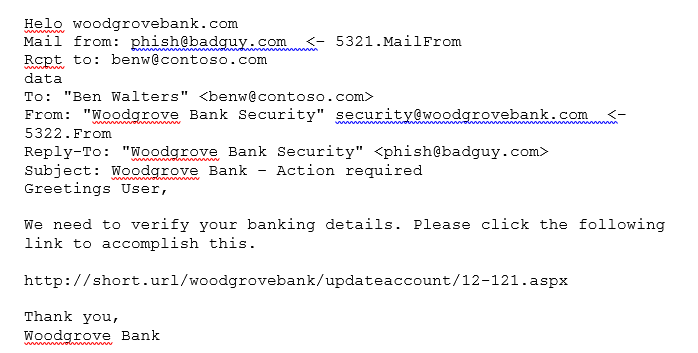 Helo woodgrovebank.com
Mail from: phish@badguy.com <- 5321.MailFrom
Rcpt to: benw@contoso.com
data
To: "Ben Walters" <benw@contoso.com>
From: "Woodgrove Bank Security" security@woodgrovebank.com <-
5322.From
Reply-To: "Woodgrove Bank Security" <phish@badguy.com>
Subject: Woodgrove Bank - Action required
Greetings User,
We need to verify your banking details. Please click the following
link to accomplish this.
http://short.url/woodgrovebank/updateaccount/12-121.aspx
Thank you,
Woodgrove Bank